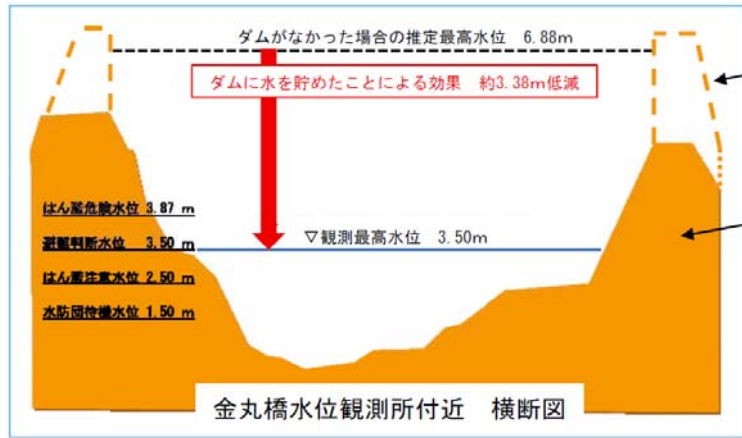 ダムがなかった場合の推定最高水位 6.88m
ダムに水を貯めたことによる効果 約3.38m低減
はん濫危険水位 3.87 m
避難判断水位 3.50 m
▽観測最高水位 3.50m
はん濫注意水位 2.50 m
水防団待機水位 1.50 m
金丸橋水位観測所付近 横断図